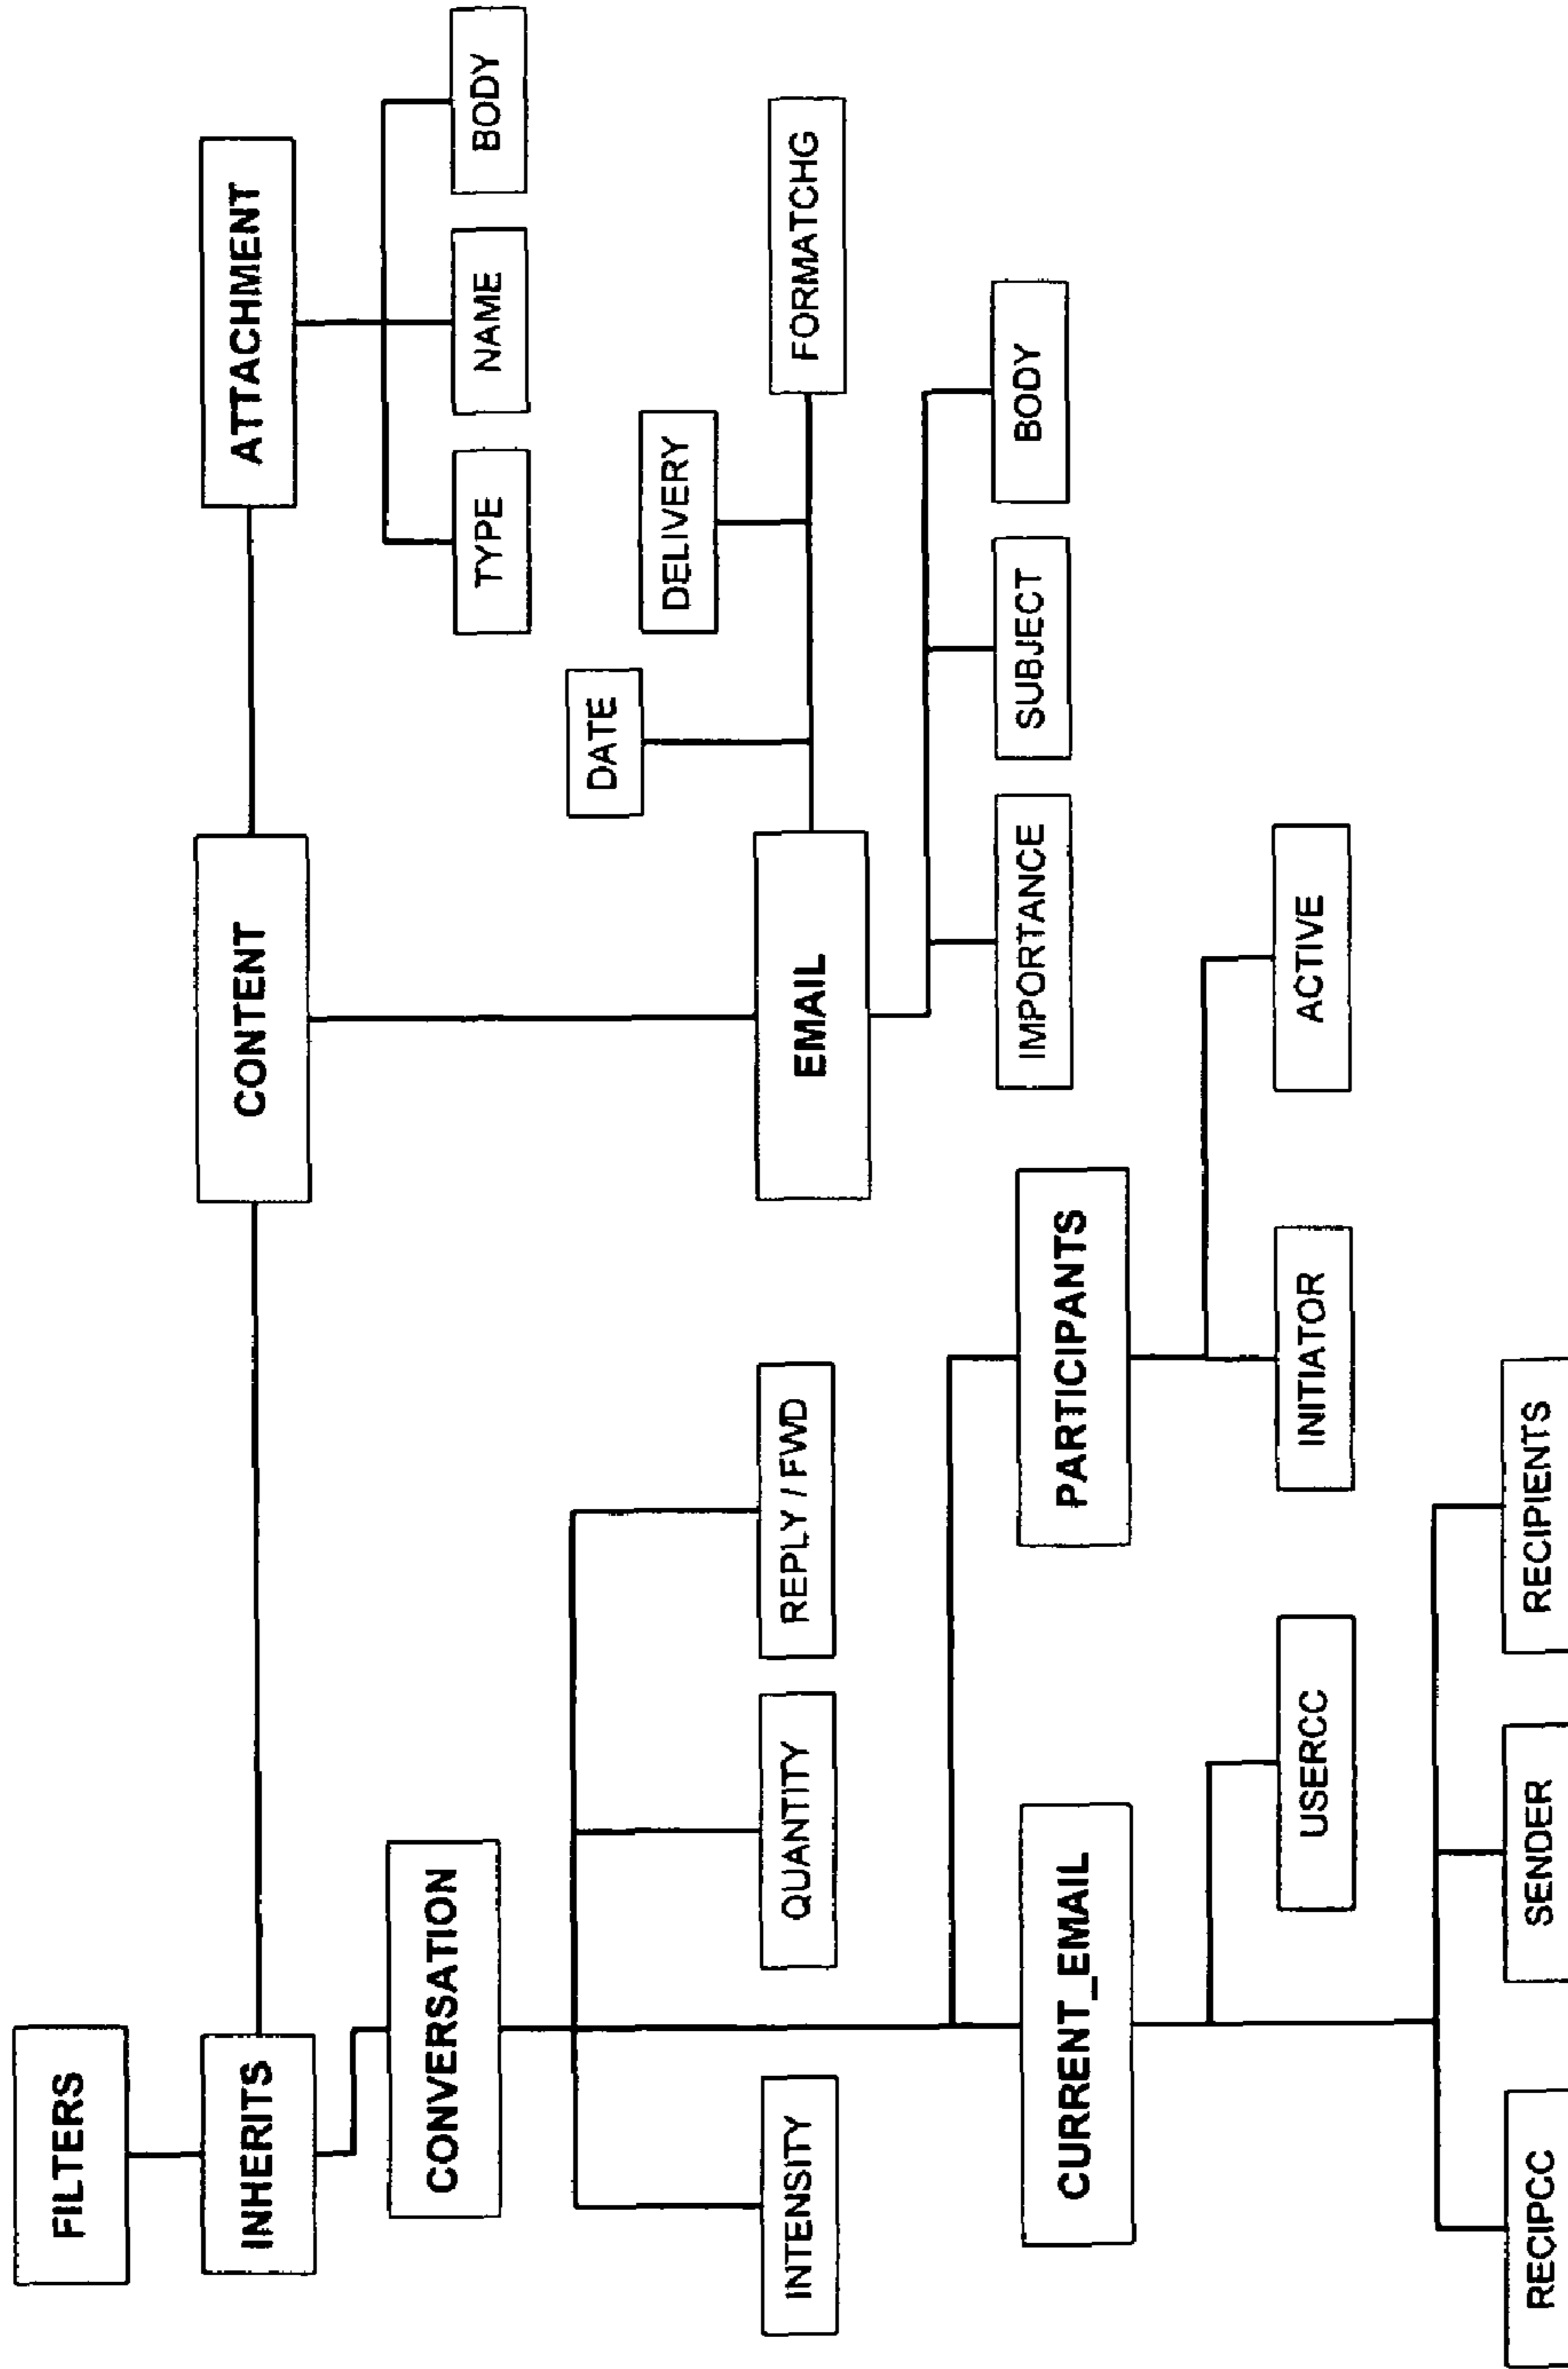 FILTERS
INHERITS
CONTENT
ATTACHMENT
CONVERSATION
TYPE
NAME
BODY
DATE
DELIVERY
INTENSITY
QUANTITY
REPLY / FWD
EMAIL
FORMATCHG
CURRENT_EMAIL
PARTICIPANTS
IMPORTANCE
SUBJECT
BODY
USERCC
INITIATOR
ACTIVE
RECIPCC
SENDER
RECIPIENTS